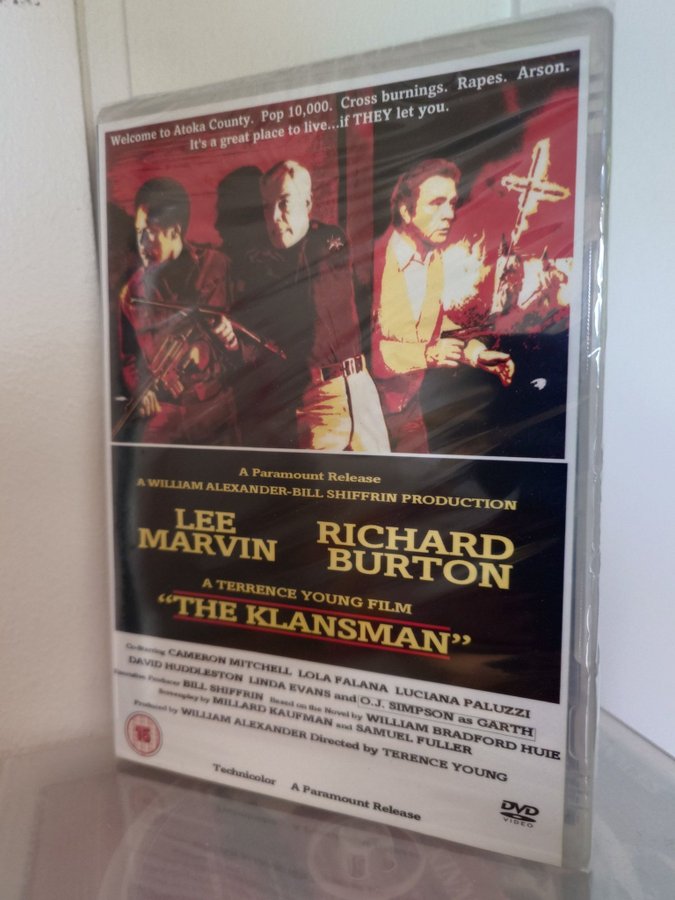 Welcome to Atoka County. Pop 10,000. Cross burnings. Rapes. Arson.
It's a great place to live...if THEY let you.
A Paramount Release
A WILLIAM ALEXANDER-BILL SHIFFRIN PRODUCTION
LEE MARVIN
RICHARD BURTON
A TERRENCE YOUNG FILM
"THE KLANSMAN"
Co-Starring CAMERON MITCHELL LOLA FALANA LUCIANA PALUZZI
DAVID HUDDLESTON LINDA EVANS and O.J. SIMPSON as GARTH
Executive Producer BILL SHIFFRIN Based on the Novel by WILLIAM BRADFORD HUIE
Screenplay by MILLARD KAUFMAN and SAMUEL FULLER
Produced by WILLIAM ALEXANDER Directed by TERENCE YOUNG
15
Technicolor A Paramount Release
DVD
VIDEO